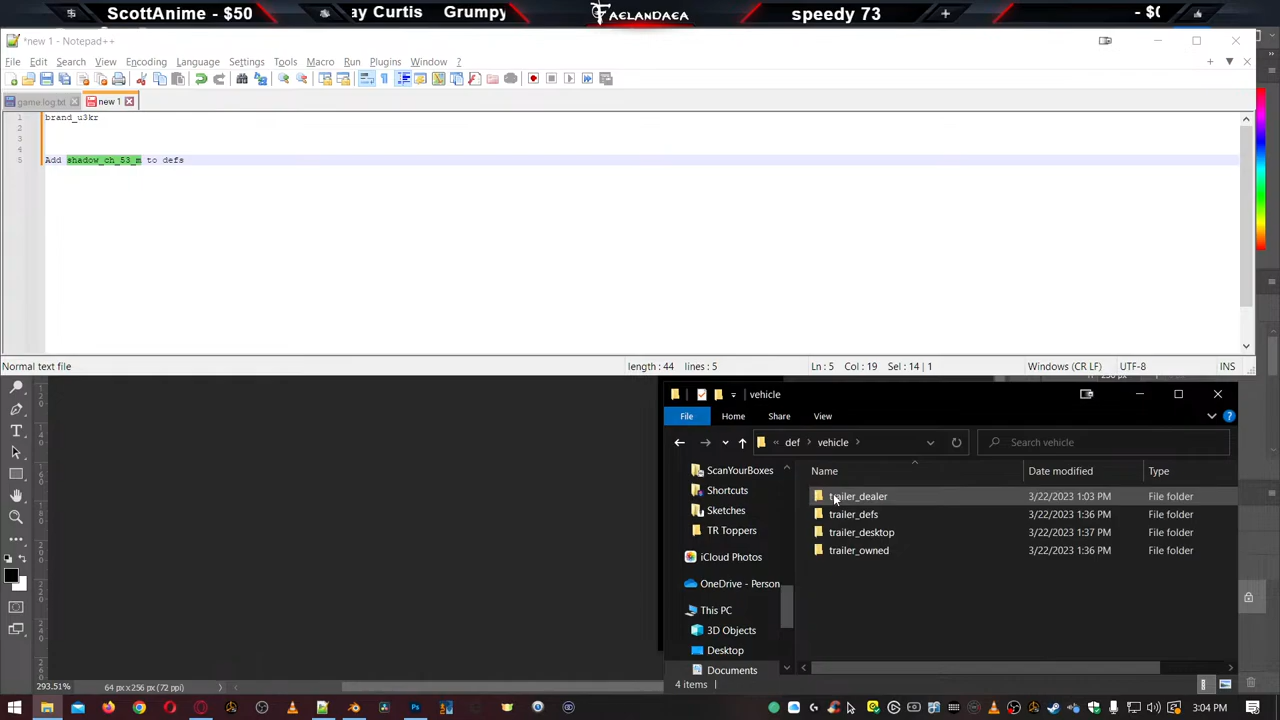 ScottAnime - $50
ay Curtis Grumpy
FAELANDAEA
speedy 73
- $(
*new 1 - Notepad++
File Edit Search View Encoding Language Settings Tools Macro Run Plugins Window ?
game log.txt
new 1
1 brand_u3kr
2
3
4
5 Add shadow_ch_53_m to defs
Normal text file
length : 44 lines : 5
Ln : 5 Col : 19 Sel : 14 | 1
Windows (CR LF)
UTF-8
INS
vehicle
File Home Share View
def vehicle
Search vehicle
Name
Date modified
Type
ScanYourBoxes
Shortcuts
Sketches
TR Toppers
iCloud Photos
OneDrive - Person
This PC
3D Objects
Desktop
Documents
trailer_dealer 3/22/2023 1:03 PM File folder
trailer_defs 3/22/2023 1:36 PM File folder
trailer_desktop 3/22/2023 1:37 PM File folder
trailer_owned 3/22/2023 1:36 PM File folder
4 items
293.51%
64 px x 256 px (72 ppi)
3:04 PM